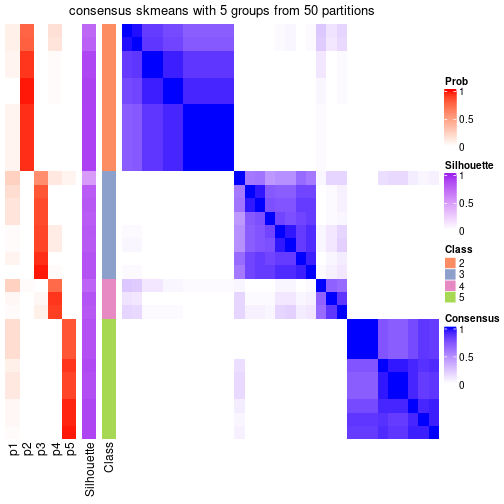 consensus skmeans with 5 groups from 50 partitions
Prob
1
0.5
0
Silhouette
1
0.5
0
Class
2
3
4
5
Consensus
1
0.5
0
p1
p2
p3
p4
p5
Silhouette
Class